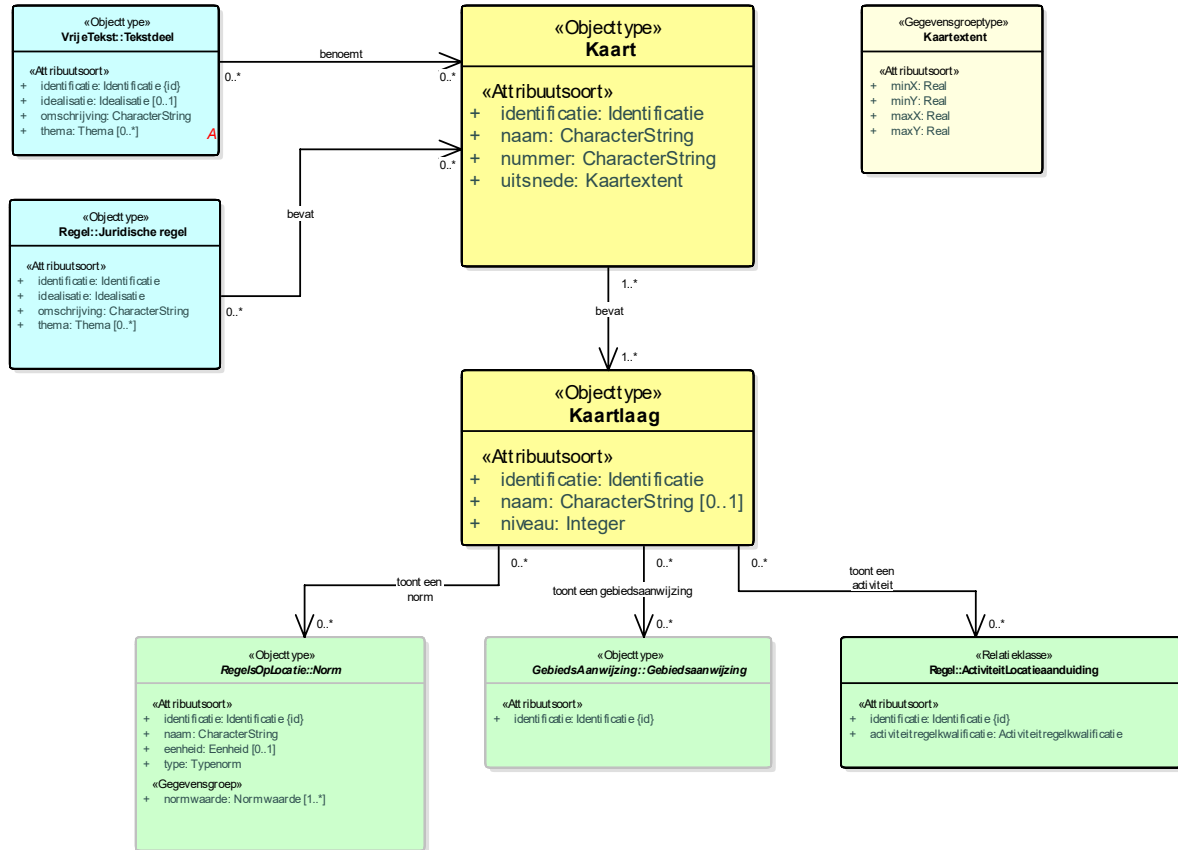 «Objecttype»
VrijeTekst::Tekstdeel
«Attribuutsoort»
+ identificatie: Identificatie {id}
+ idealisatie: Idealisatie [0..1]
+ omschrijving: CharacterString
+ thema: Thema [0..*]
A
benoemt
0..*
0..*
«Objecttype»
Kaart
«Attribuutsoort»
+ identificatie: Identificatie
+ naam: CharacterString
+ nummer: CharacterString
+ uitsnede: Kaartextent
«Gegevensgroeptype»
Kaartextent
«Attribuutsoort»
+ minX: Real
+ minY: Real
+ maxX: Real
+ maxY: Real
0..*
bevat
«Objecttype»
Regel::Juridische regel
«Attribuutsoort»
+ identificatie: Identificatie
+ idealisatie: Idealisatie
+ omschrijving: CharacterString
+ thema: Thema [0..*]
0..*
1..*
bevat
1..*
«Objecttype»
Kaartlaag
«Attribuutsoort»
+ identificatie: Identificatie
+ naam: CharacterString [0..1]
+ niveau: Integer
0..*
0..*
0..*
toont een
norm
toont een gebiedsaanwijzing
toont een
activiteit
0..*
0..*
0..*
«Objecttype»
RegelsOpLocatie::Norm
«Attribuutsoort»
+ identificatie: Identificatie {id}
+ naam: CharacterString
+ eenheid: Eenheid [0..1]
+ type: Typenorm
«Gegevensgroep»
+ normwaarde: Normwaarde [1..*]
«Objecttype»
GebiedsAanwijzing::Gebiedsaanwijzing
«Attribuutsoort»
+ identificatie: Identificatie {id}
«Relatieklasse»
Regel::ActiviteitLocatieaanduiding
«Attribuutsoort»
+ identificatie: Identificatie {id}
+ activiteitregelkwalificatie: Activiteitregelkwalificatie